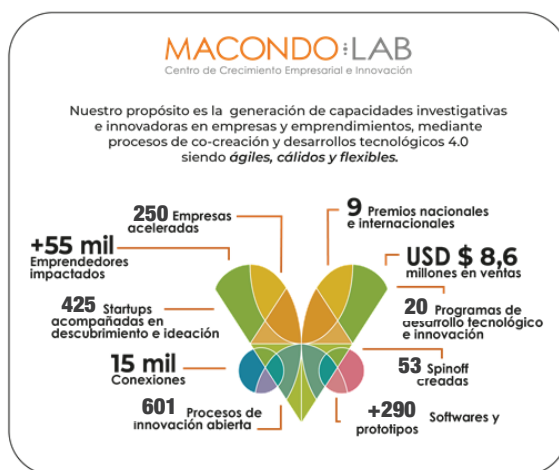 MACONDO LAB
Centro de Crecimiento Empresarial e Innovación
Nuestro propósito es la generación de capacidades investigativas
e innovadoras en empresas y emprendimientos, mediante
procesos de co-creación y desarrollos tecnológicos 4.0
siendo ágiles, cálidos y flexibles.
250 Empresas
aceleradas
+55 mil
Emprendedores
impactados
425 Startups
acompañadas en
descubrimiento e ideación
15 mil
Conexiones
601 Procesos de
innovación abierta
9 Premios nacionales
e internacionales
USD $ 8,6
millones en ventas
20 Programas de
desarrollo tecnológico
e innovación
53 Spinoff
creadas
+290 Softwares y
prototipos